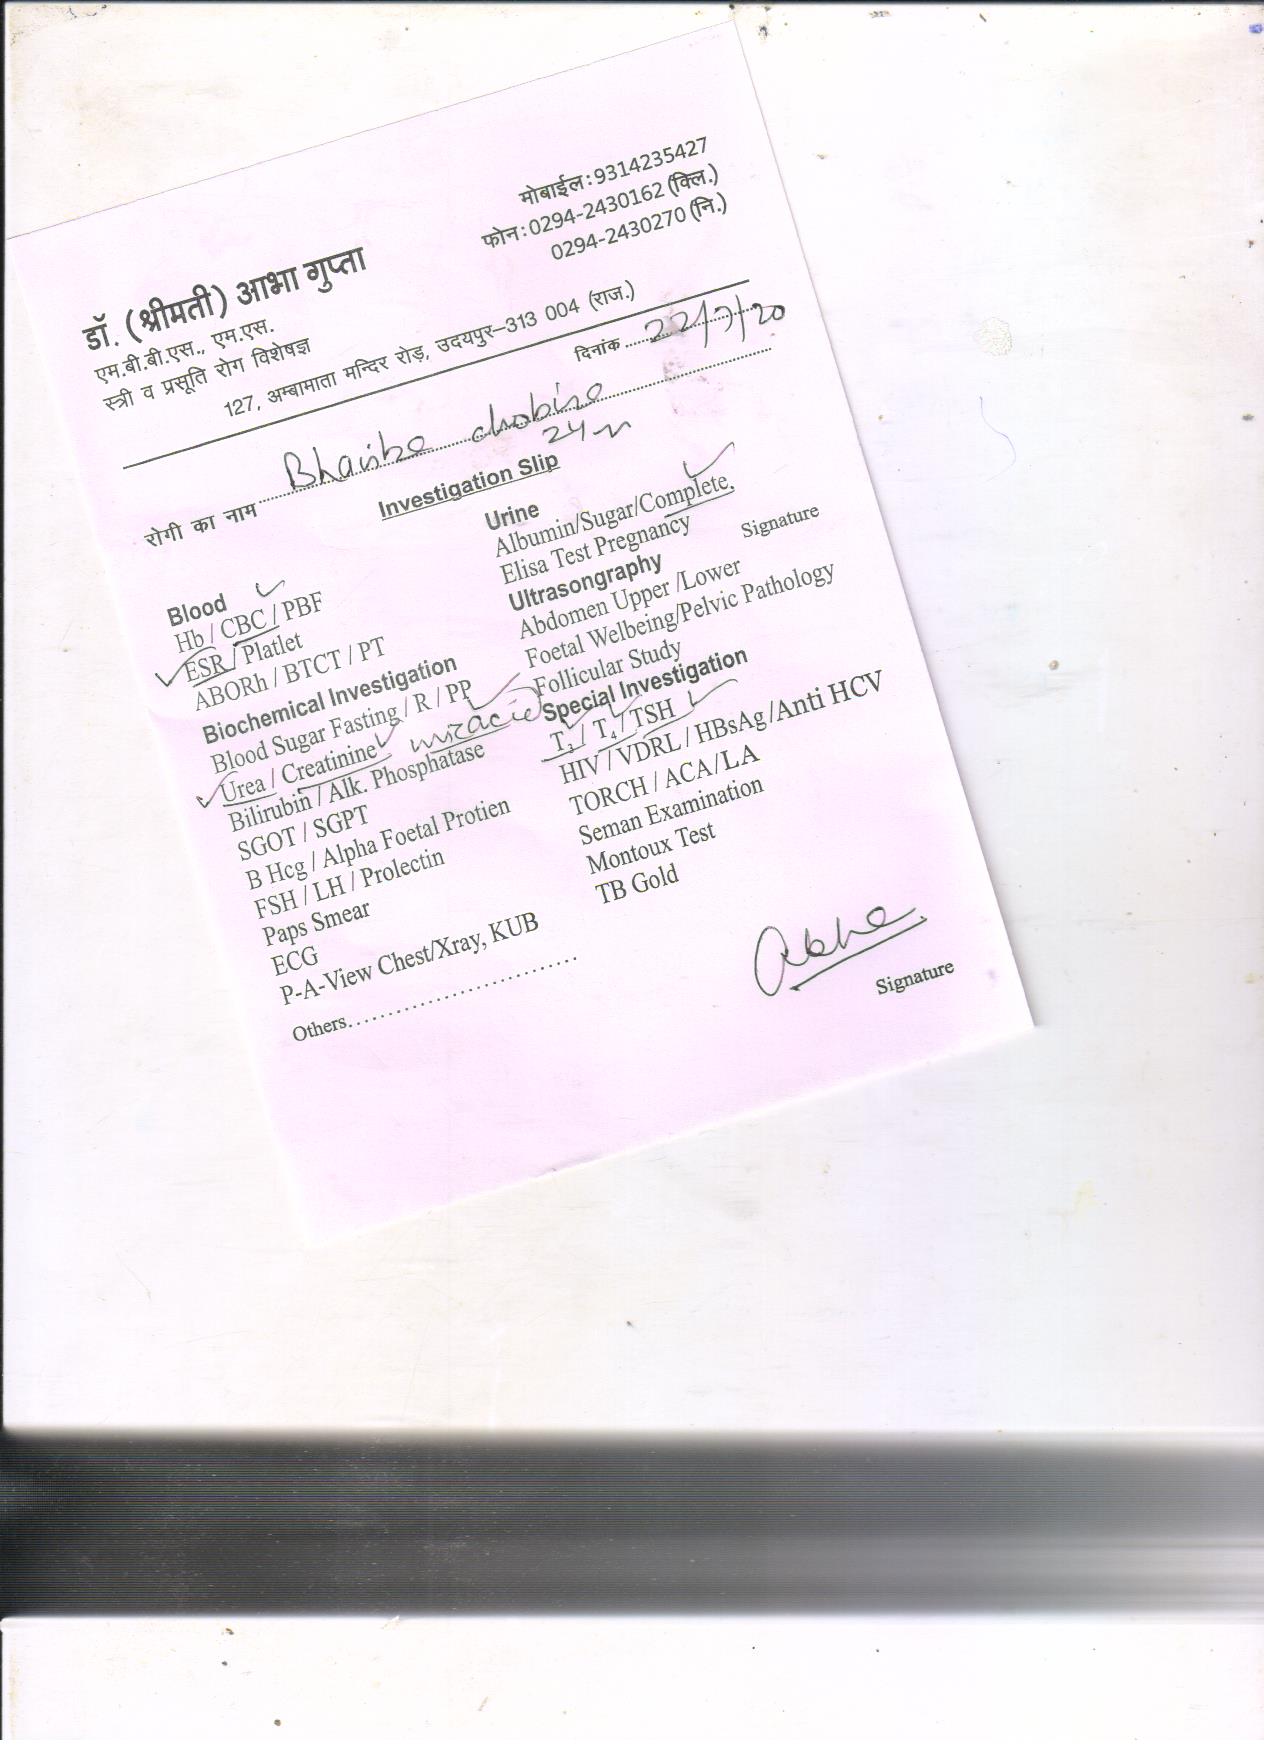 मोबाईल:9314235427
फोन:0294-2430162 (क्लि.)
0294-2430270 (नि.)
डॉ. (श्रीमती) आभा गुप्ता
एम.बी.बी.एस., एम.एस.
स्त्री व प्रसूति रोग विशेषज्ञ
127, अम्बामाता मन्दिर रोड़, उदयपुर–313 004 (राज.)
दिनांक 22/7/20
रोगी का नाम
Investigation Slip
Blood
Hb / CBC / PBF
ESR / Platlet
ABORh / BTCT / PT
Biochemical Investigation
Blood Sugar Fasting / R / PP
Urea / Creatinine
Bilirubin / Alk. Phosphatase
SGOT / SGPT
B Hcg / Alpha Foetal Protien
FSH / LH / Prolectin
Paps Smear
ECG
P-A-View Chest/Xray, KUB
Others
Urine
Albumin/Sugar/Complete.
Elisa Test Pregnancy
Signature
Ultrasongraphy
Abdomen Upper /Lower
Foetal Welbeing/Pelvic Pathology
Follicular Study
Special Investigation
T3 / T4 / TSH
HIV / VDRL / HBsAg/Anti HCV
TORCH / ACA/LA
Seman Examination
Montoux Test
TB Gold
Abha
Signature